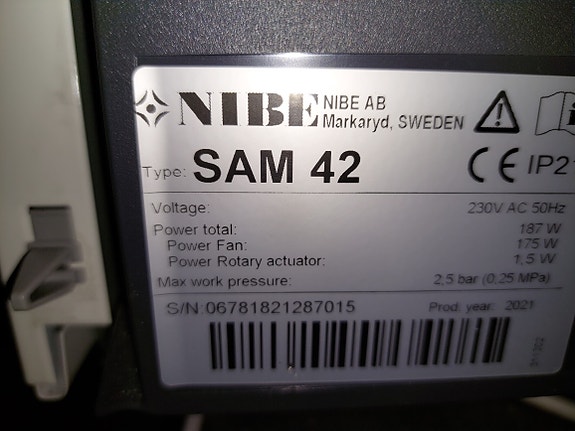 NIBE NIBE AB
Markaryd, SWEDEN
Type: SAM 42 CE IP2
Voltage: 230V AC 50Hz
Power total: 187 W
Power Fan: 175 W
Power Rotary actuator: 1,5 W
Max work pressure: 2,5 bar (0,25 MPa)
S/N:06781821287015 Prod. year: 2021